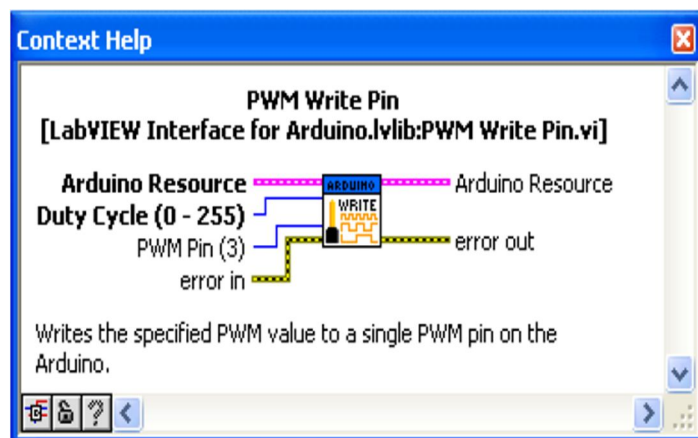 Context Help
PWM Write Pin
[LabVIEW Interface for Arduino.lvlib:PWM Write Pin.vi]
Arduino Resource
ARDUINO
Arduino Resource
Duty Cycle (0 - 255)
WRITE
PWM Pin (3)
error out
error in
Writes the specified PWM value to a single PWM pin on the
Arduino.
?